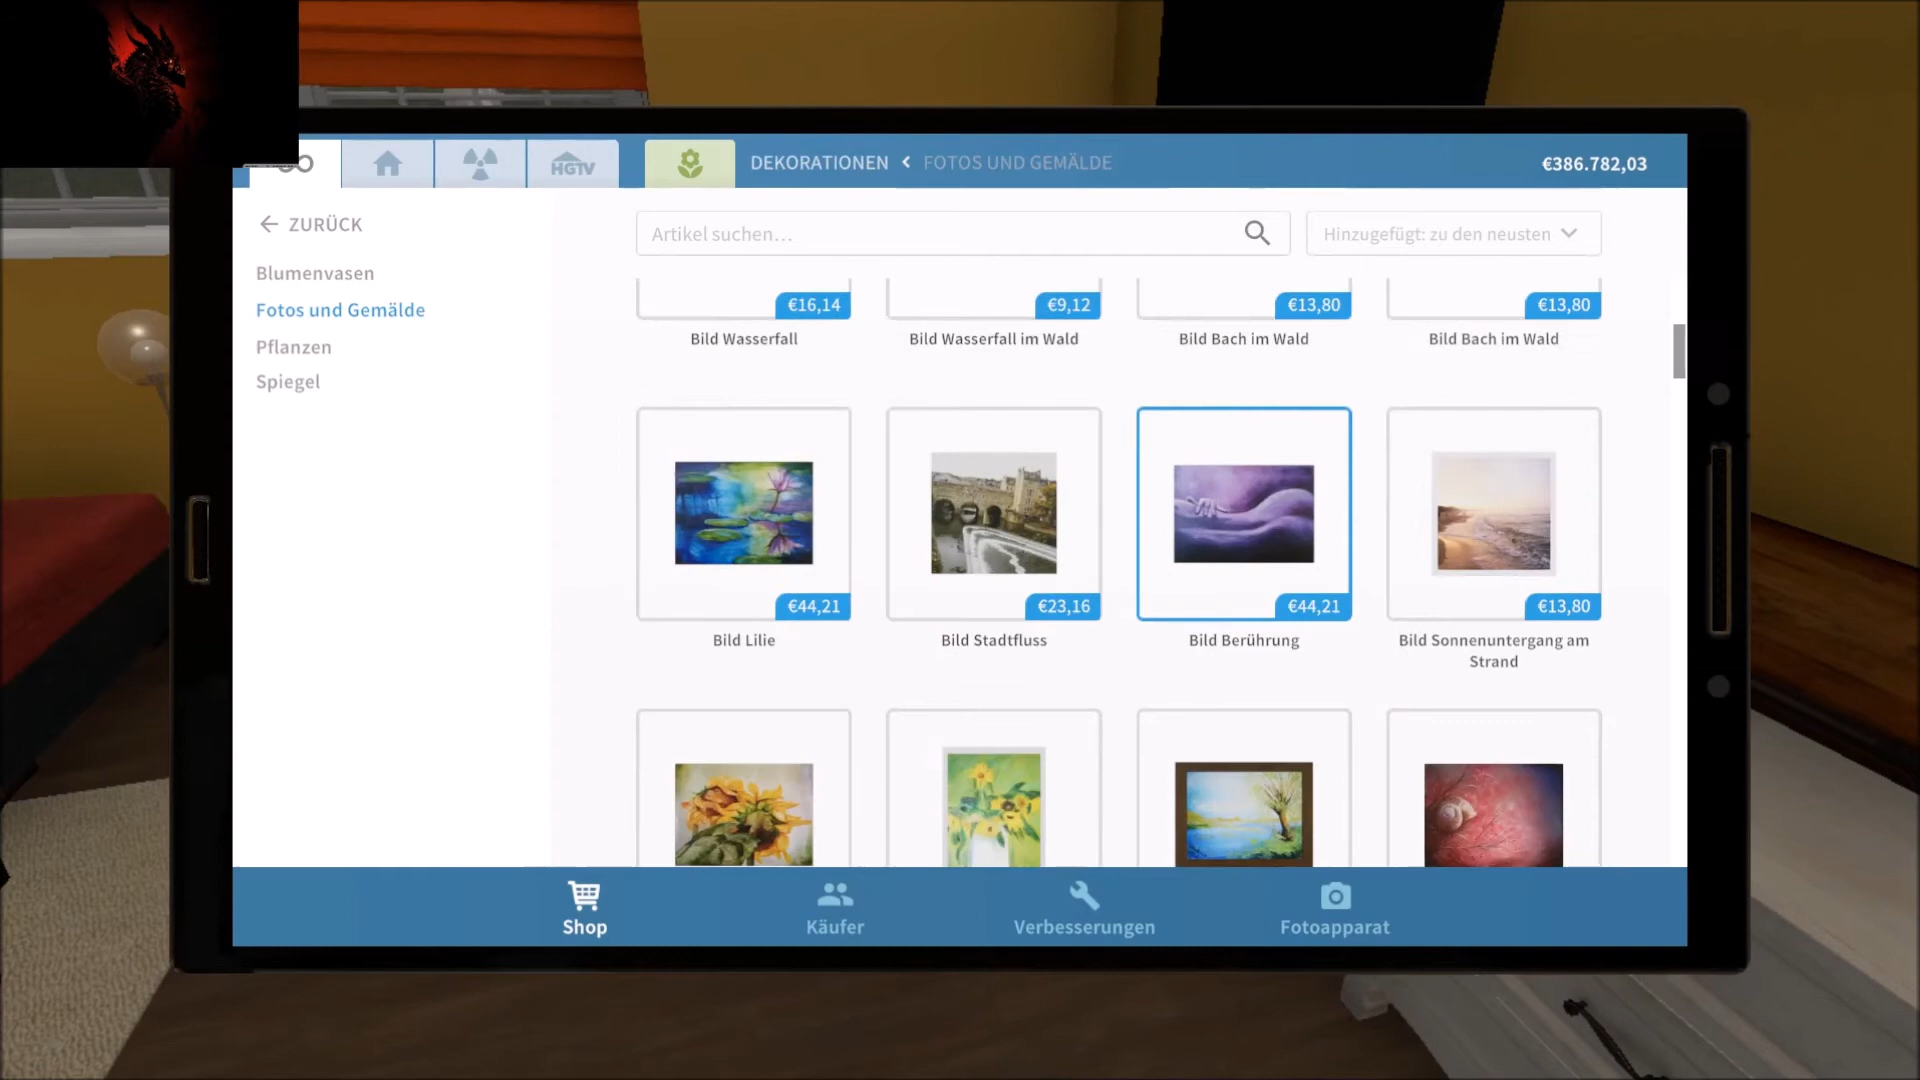 HGTV
DEKORATIONEN
FOTOS UND GEMÄLDE
€386.782,03
ZURÜCK
Blumenvasen
Fotos und Gemälde
Pflanzen
Spiegel
Artikel suchen...
Hinzugefügt: zu den neusten
€16,14
€9,12
€13,80
€13,80
Bild Wasserfall
Bild Wasserfall im Wald
Bild Bach im Wald
Bild Bach im Wald
€44,21
€23,16
€44,21
€13,80
Bild Lilie
Bild Stadtfluss
Bild Berührung
Bild Sonnenuntergang am
Strand
Shop
Käufer
Verbesserungen
Fotoapparat